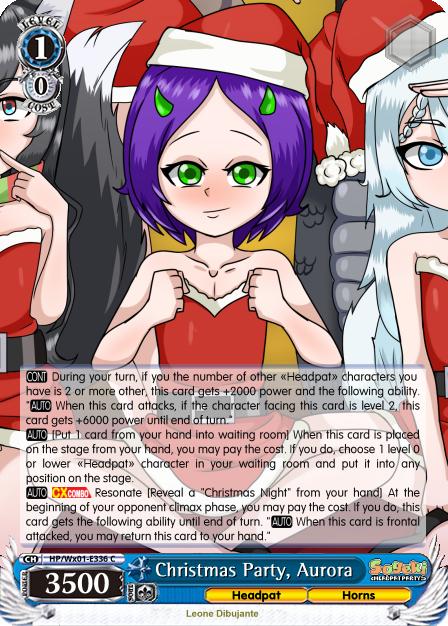 LEVEL
1
0
COST
CONT During your turn, if you the number of other «Headpat» characters you
have is 2 or more other, this card gets +2000 power and the following ability.
"AUTO When this card attacks, if the character facing this card is level 2, this
card gets +6000 power until end of turn."
AUTO [Put 1 card from your hand into waiting room] When this card is placed
on the stage from your hand, you may pay the cost. If you do, choose 1 level 0
or lower «Headpat» character in your waiting room and put it into any
position on the stage.
AUTO CXCOMBO Resonate [Reveal a "Christmas Night" from your hand] At the
beginning of your opponent climax phase, you may pay the cost. If you do, this
card gets the following ability until end of turn. "AUTO When this card is frontal
attacked, you may return this card to your hand."
CH HP/Wx01-E336 C
POWER 3500 SOUL Christmas Party, Aurora
HEADPAT PARTY
Headpat Horns
Leone Dibujante